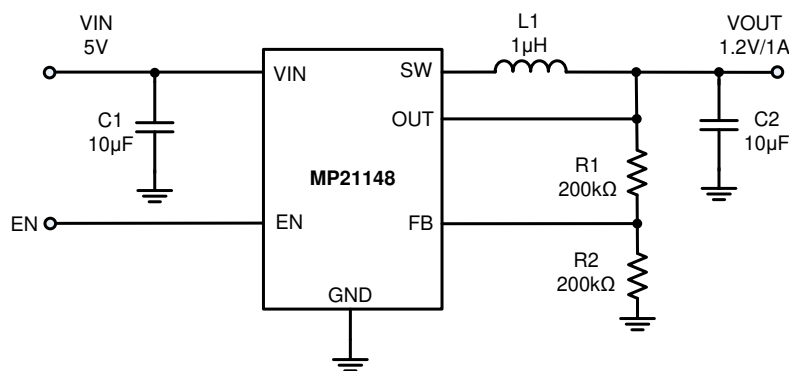 VIN
5V
L1
1µH
VOUT
1.2V/1A
VIN
SW
C1
10µF
OUT
C2
10µF
R1
200kΩ
MP21148
EN
EN
FB
R2
200kΩ
GND